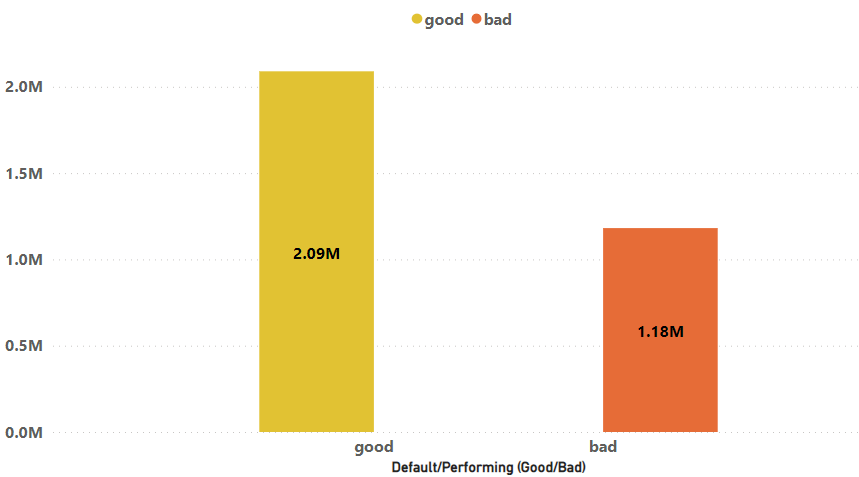 good bad
2.0M
1.5M
1.0M
0.5M
0.0M
2.09M
1.18M
good bad
Default/Performing (Good/Bad)